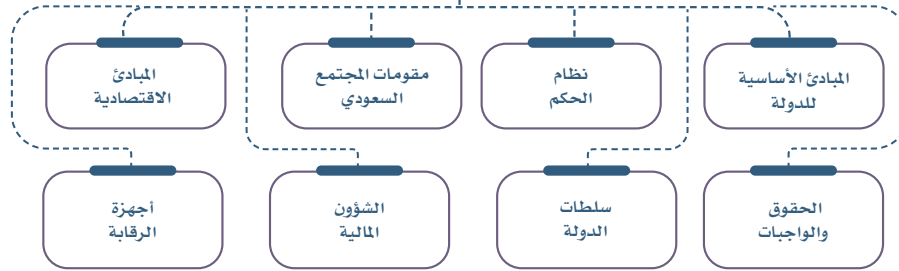 المبادئ الأساسية
للدولة
نظام
الحكم
مقومات المجتمع
السعودي
المبادئ
الاقتصادية
الحقوق
والواجبات
سلطات
الدولة
الشؤون
المالية
أجهزة
الرقابة